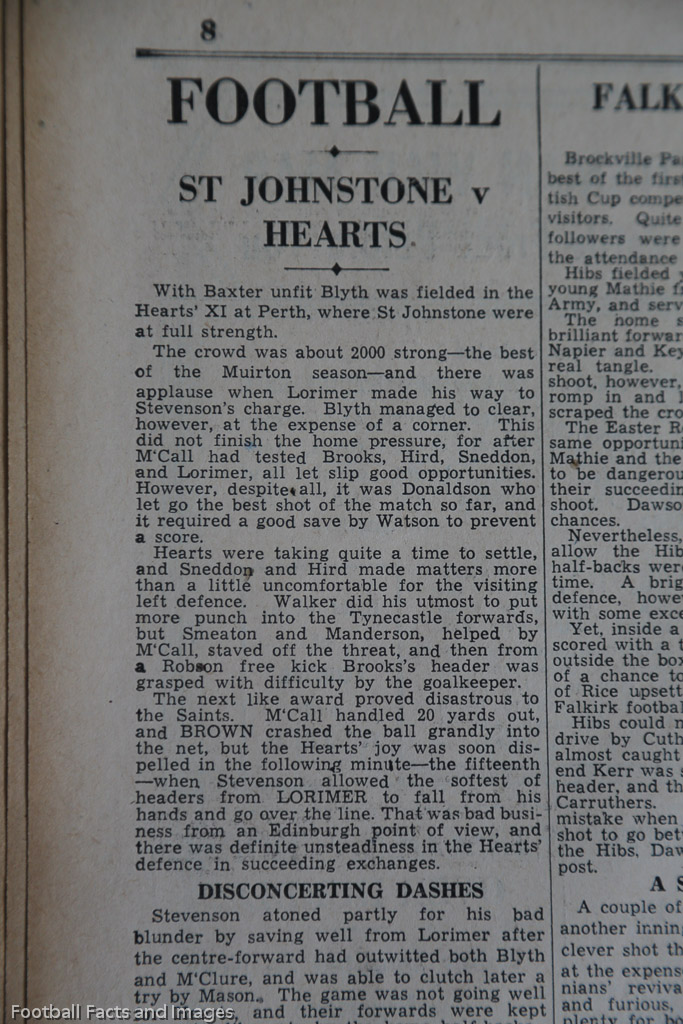 8
FOOTBALL
ST JOHNSTONE v
HEARTS.
With Baxter unfit Blyth was fielded in the
Hearts' XI at Perth, where St Johnstone were
at full strength.
The crowd was about 2000 strong—the best
of the Muirton season—and there was
applause when Lorimer made his way to
Stevenson's charge. Blyth managed to clear,
however, at the expense of a corner. This
did not finish the home pressure, for after
M'Call had tested Brooks, Hird, Sneddon,
and Lorimer, all let slip good opportunities.
However, despite all, it was Donaldson who
let go the best shot of the match so far, and
it required a good save by Watson to prevent
a score.
Hearts were taking quite a time to settle,
and Sneddon and Hird made matters more
than a little uncomfortable for the visiting
left defence. Walker did his utmost to put
more punch into the Tynecastle forwards,
but Smeaton and Manderson, helped by
M'Call, staved off the threat, and then from
a Robson free kick Brooks's header was
grasped with difficulty by the goalkeeper.
The next like award proved disastrous to
the Saints. M'Call handled 20 yards out,
and BROWN crashed the ball grandly into
the net, but the Hearts' joy was soon dis-
pelled in the following minute—the fifteenth
—when Stevenson allowed the softest of
headers from LORIMER to fall from his
hands and go over the line. That was bad busi-
ness from an Edinburgh point of view, and
there was definite unsteadiness in the Hearts'
defence in succeeding exchanges.
DISCONCERTING DASHES
Stevenson atoned partly for his bad
blunder by saving well from Lorimer after
the centre-forward had outwitted both Blyth
and M'Clure, and was able to clutch later a
try by Mason. The game was not going well
and their forwards were kept
FALK
Brockville Pa
best of the firs
tish Cup compe
visitors. Quite
followers were
the attendance
Hibs fielded
young Mathie f
Army, and serv
The home s
brilliant forwar
Napier and Key
real tangle.
shoot, however,
romp in and
scraped the cro
The Easter R
same opportuni
Mathie and the
to be dangerou
their succeedin
shoot. Dawso
chances.
Nevertheless,
allow the Hib
half-backs wer
time. A brig
defence, howe
with some exce
Yet, inside a
scored with a t
outside the box
of a chance to
of Rice upsett
Falkirk footbal
Hibs could n
drive by Cuth
almost caught
end Kerr was s
header, and th
Carruthers.
mistake when
shot to go bet
the Hibs. Daw
post.
A S
A couple of
another innin
clever shot th
at the expens
nians' reviva
and furious,
plenty for bo
Football Facts and Images